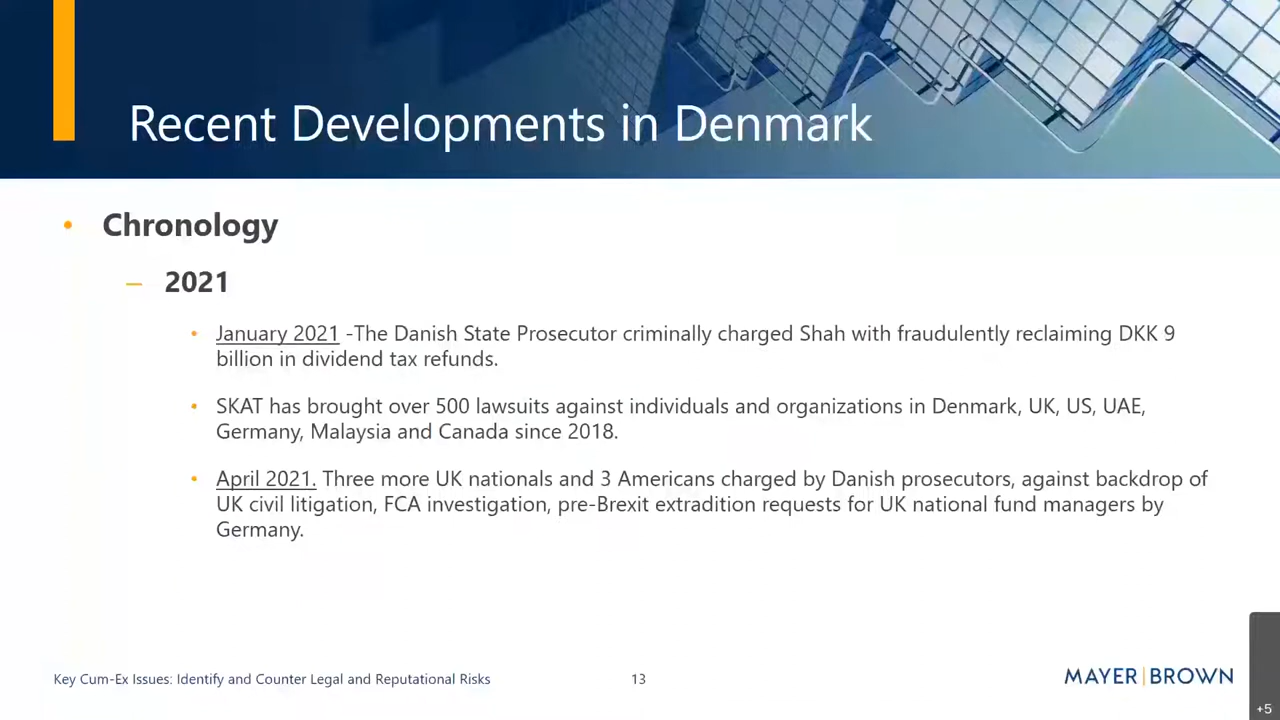 Recent Developments in Denmark
• Chronology
– 2021
• January 2021 -The Danish State Prosecutor criminally charged Shah with fraudulently reclaiming DKK 9
billion in dividend tax refunds.
• SKAT has brought over 500 lawsuits against individuals and organizations in Denmark, UK, US, UAE,
Germany, Malaysia and Canada since 2018.
• April 2021. Three more UK nationals and 3 Americans charged by Danish prosecutors, against backdrop of
UK civil litigation, FCA investigation, pre-Brexit extradition requests for UK national fund managers by
Germany.
Key Cum-Ex Issues: Identify and Counter Legal and Reputational Risks
13
MAYER | BROWN
+5